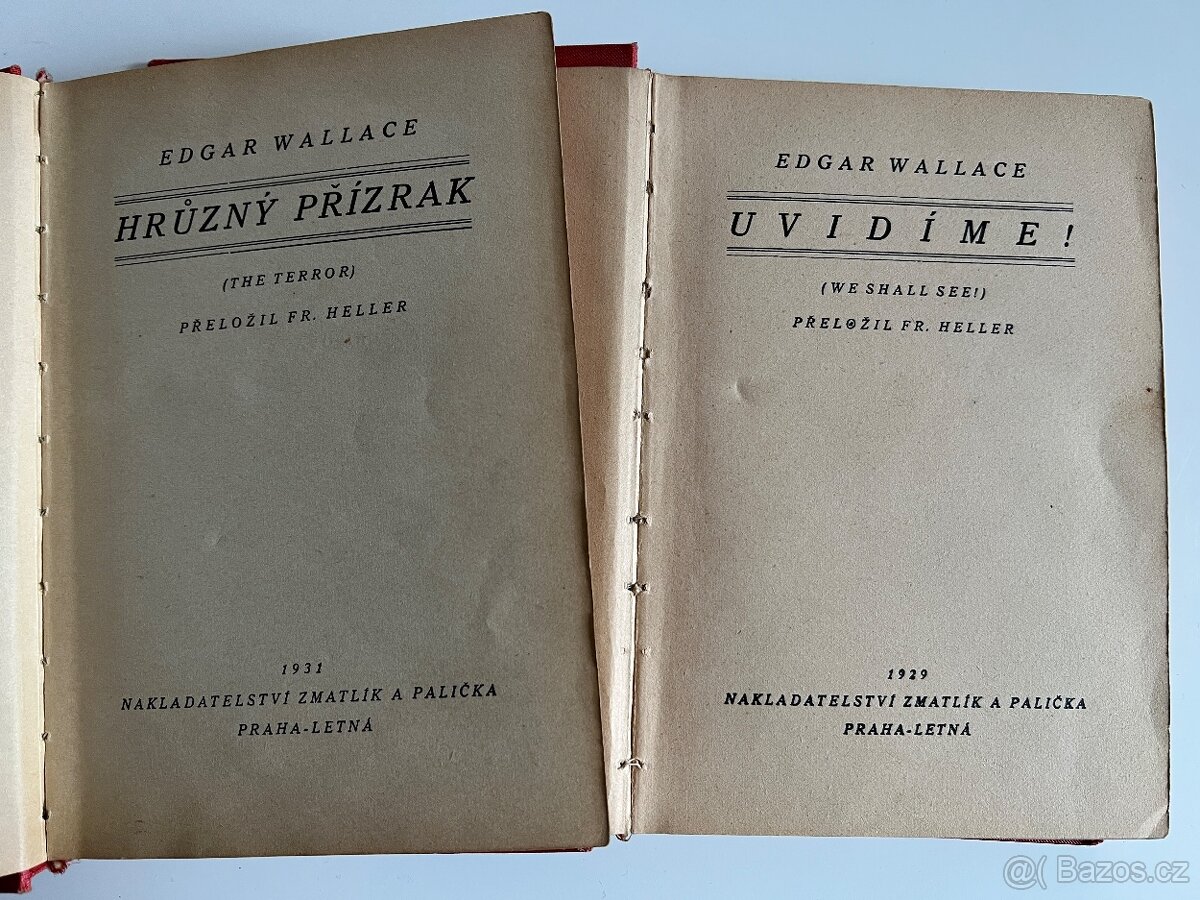 EDGAR WALLACE
HRŮZNÝ PŘÍZRAK
(THE TERROR)
PŘELOŽIL FR. HELLER
1931
NAKLADATELSTVÍ ZMATLÍK A PALIČKA
PRAHA-LETNÁ
EDGAR WALLACE
UVIDÍME!
(WE SHALL SEE!)
PŘELOŽIL FR. HELLER
1929
NAKLADATELSTVÍ ZMATLÍK A PALIČKA
PRAHA-LETNÁ
@( Bazos.cz